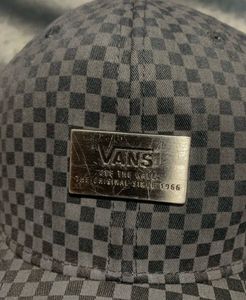 VANS
"OFF THE WALL"
THE ORIGINAL SINCE 1966